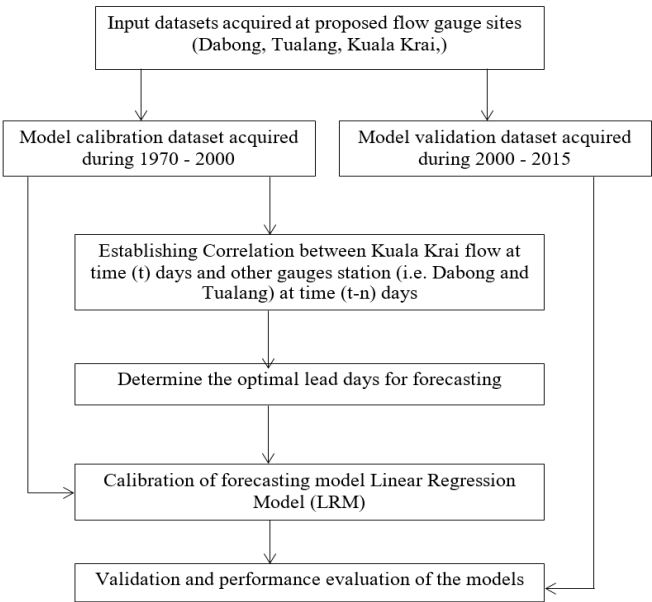 Input datasets acquired at proposed flow gauge sites
(Dabong, Tualang, Kuala Krai,)
Model calibration dataset acquired
during 1970 - 2000
Model validation dataset acquired
during 2000 - 2015
Establishing Correlation between Kuala Krai flow at
time (t) days and other gauges station (i.e. Dabong and
Tualang) at time (t-n) days
Determine the optimal lead days for forecasting
Calibration of forecasting model Linear Regression
Model (LRM)
Validation and performance evaluation of the models